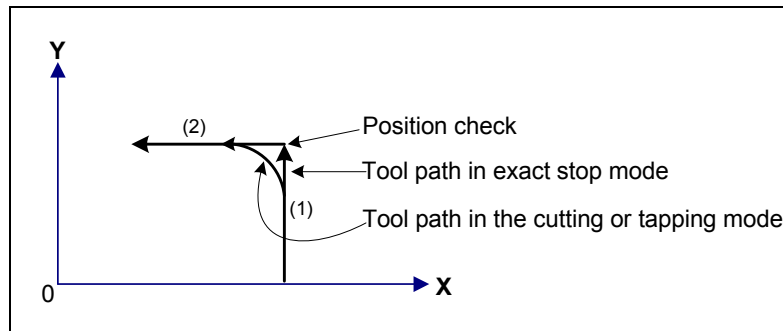 Y
(2)
Position check
Tool path in exact stop mode
(1)
Tool path in the cutting or tapping mode
0
X